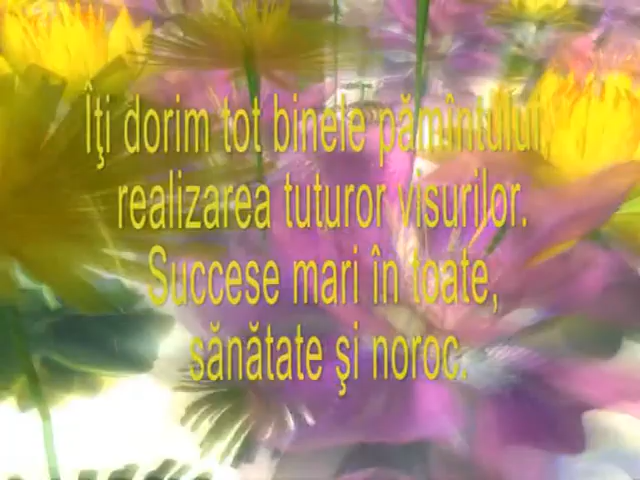 Îţi dorim tot binele pămîntului,
realizarea tuturor visurilor.
Succese mari în toate,
sănătate şi noroc.